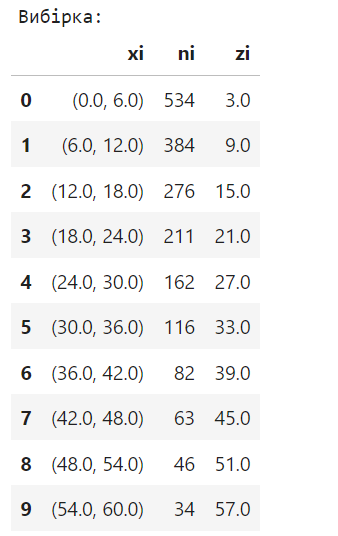 Вибірка:
xi ni zi
0 (0.0, 6.0) 534 3.0
1 (6.0, 12.0) 384 9.0
2 (12.0, 18.0) 276 15.0
3 (18.0, 24.0) 211 21.0
4 (24.0, 30.0) 162 27.0
5 (30.0, 36.0) 116 33.0
6 (36.0, 42.0) 82 39.0
7 (42.0, 48.0) 63 45.0
8 (48.0, 54.0) 46 51.0
9 (54.0, 60.0) 34 57.0